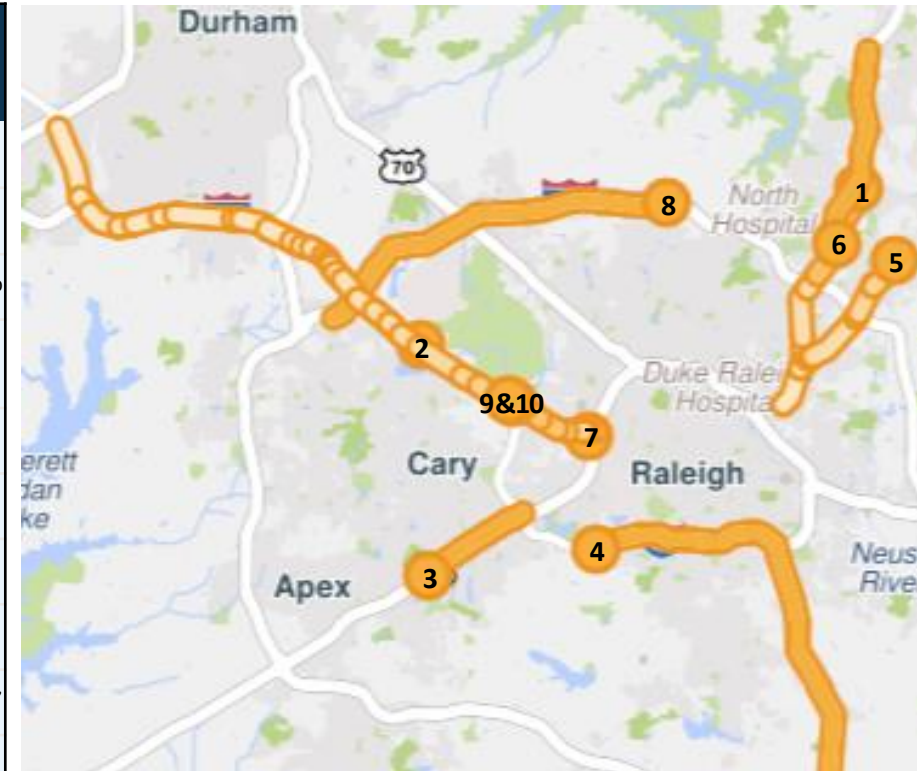 Durham
70
8
North
Hospital
1
6
5
2
Duke Ralei
Hospita
9&10
7
Cary
Raleigh
erett
dan
ke
4
3
Apex
Neus
River